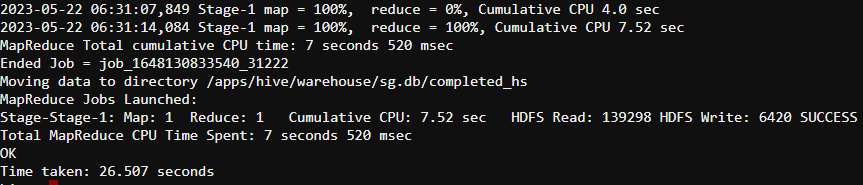 2023-05-22 06:31:07,849 Stage-1 map = 100%,  reduce = 0%, Cumulative CPU 4.0 sec
2023-05-22 06:31:14,084 Stage-1 map = 100%,  reduce = 100%, Cumulative CPU 7.52 sec
MapReduce Total cumulative CPU time: 7 seconds 520 msec
Ended Job = job_1648130833540_31222
Moving data to directory /apps/hive/warehouse/sg.db/completed_hs
MapReduce Jobs Launched:
Stage-Stage-1: Map: 1  Reduce: 1   Cumulative CPU: 7.52 sec   HDFS Read: 139298 HDFS Write: 6420 SUCCESS
Total MapReduce CPU Time Spent: 7 seconds 520 msec
OK
Time taken: 26.507 seconds